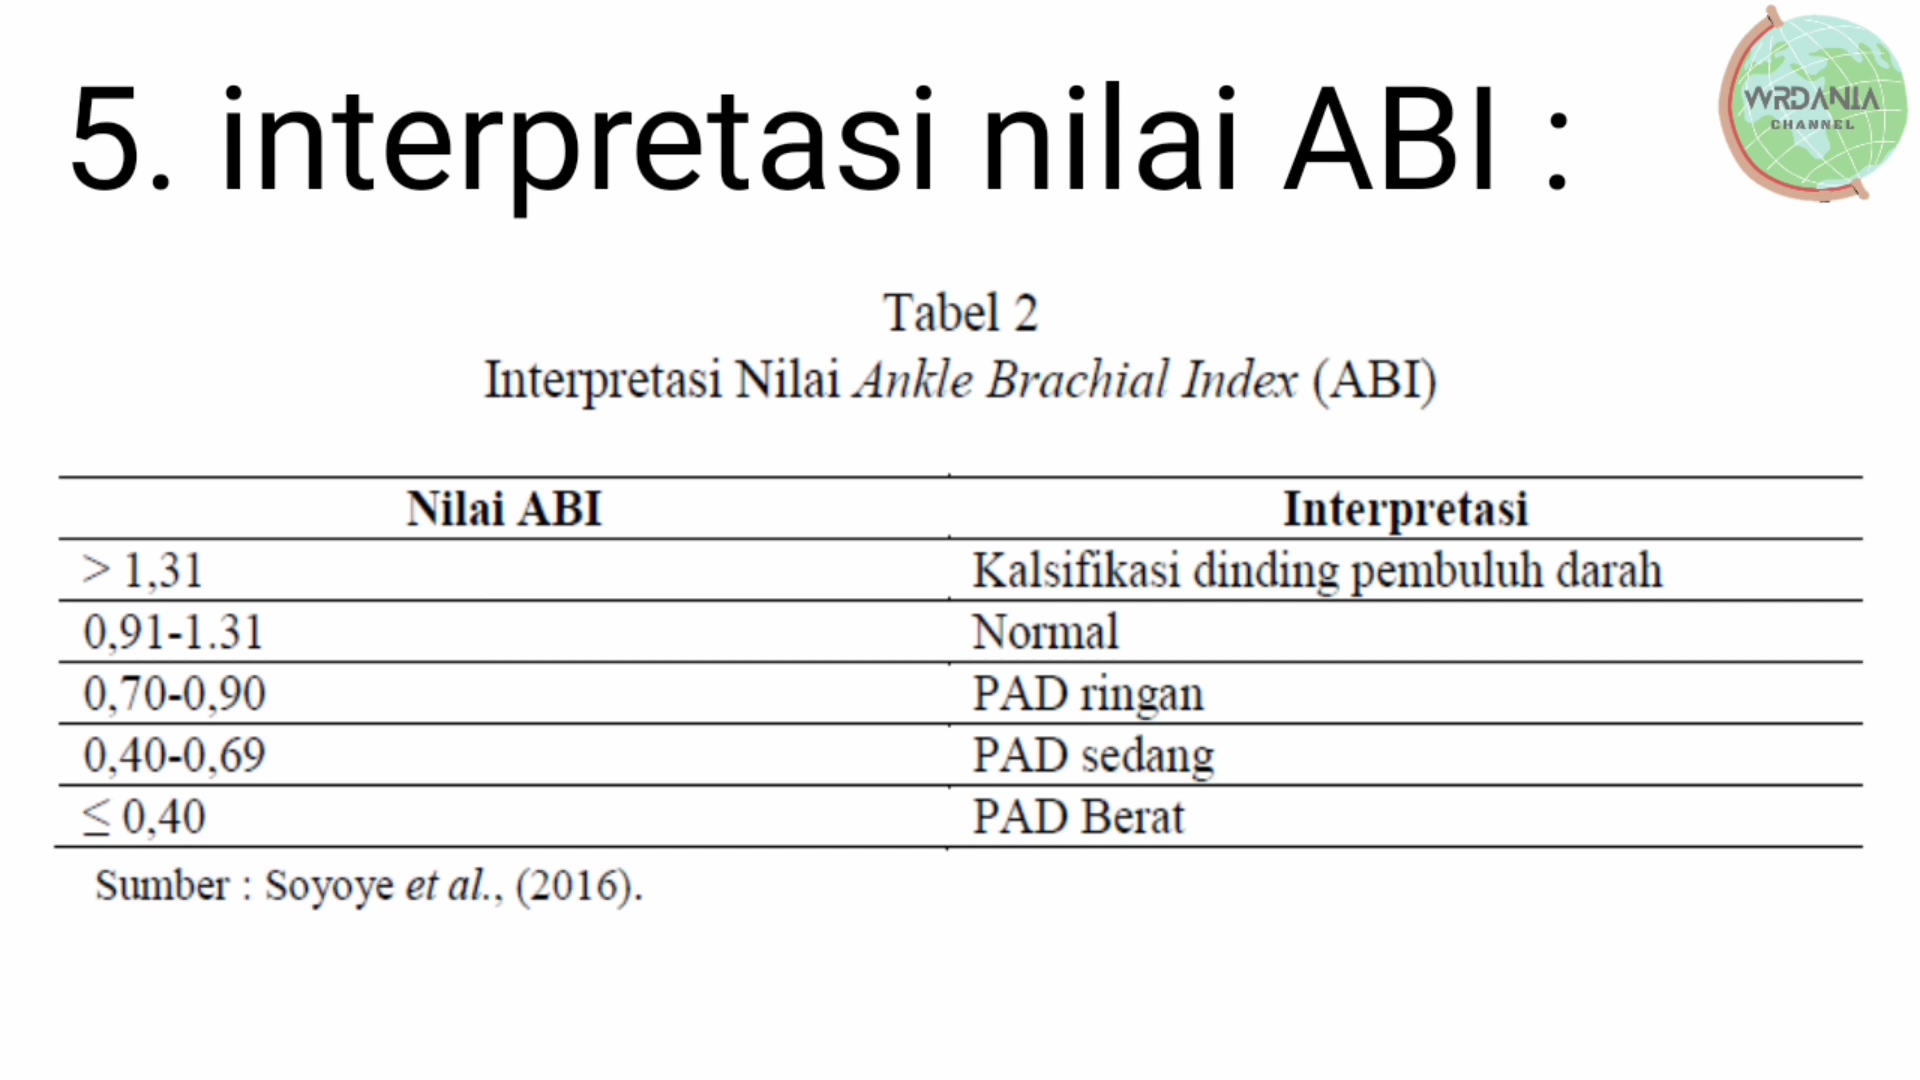 5. interpretasi nilai ABI :
WRDANIA
CHANNEL
Tabel 2
Interpretasi Nilai Ankle Brachial Index (ABI)
Nilai ABI Interpretasi
> 1,31 Kalsifikasi dinding pembuluh darah
0,91-1.31 Normal
0,70-0,90 PAD ringan
0,40-0,69 PAD sedang
≤ 0,40 PAD Berat
Sumber : Soyoye et al., (2016).